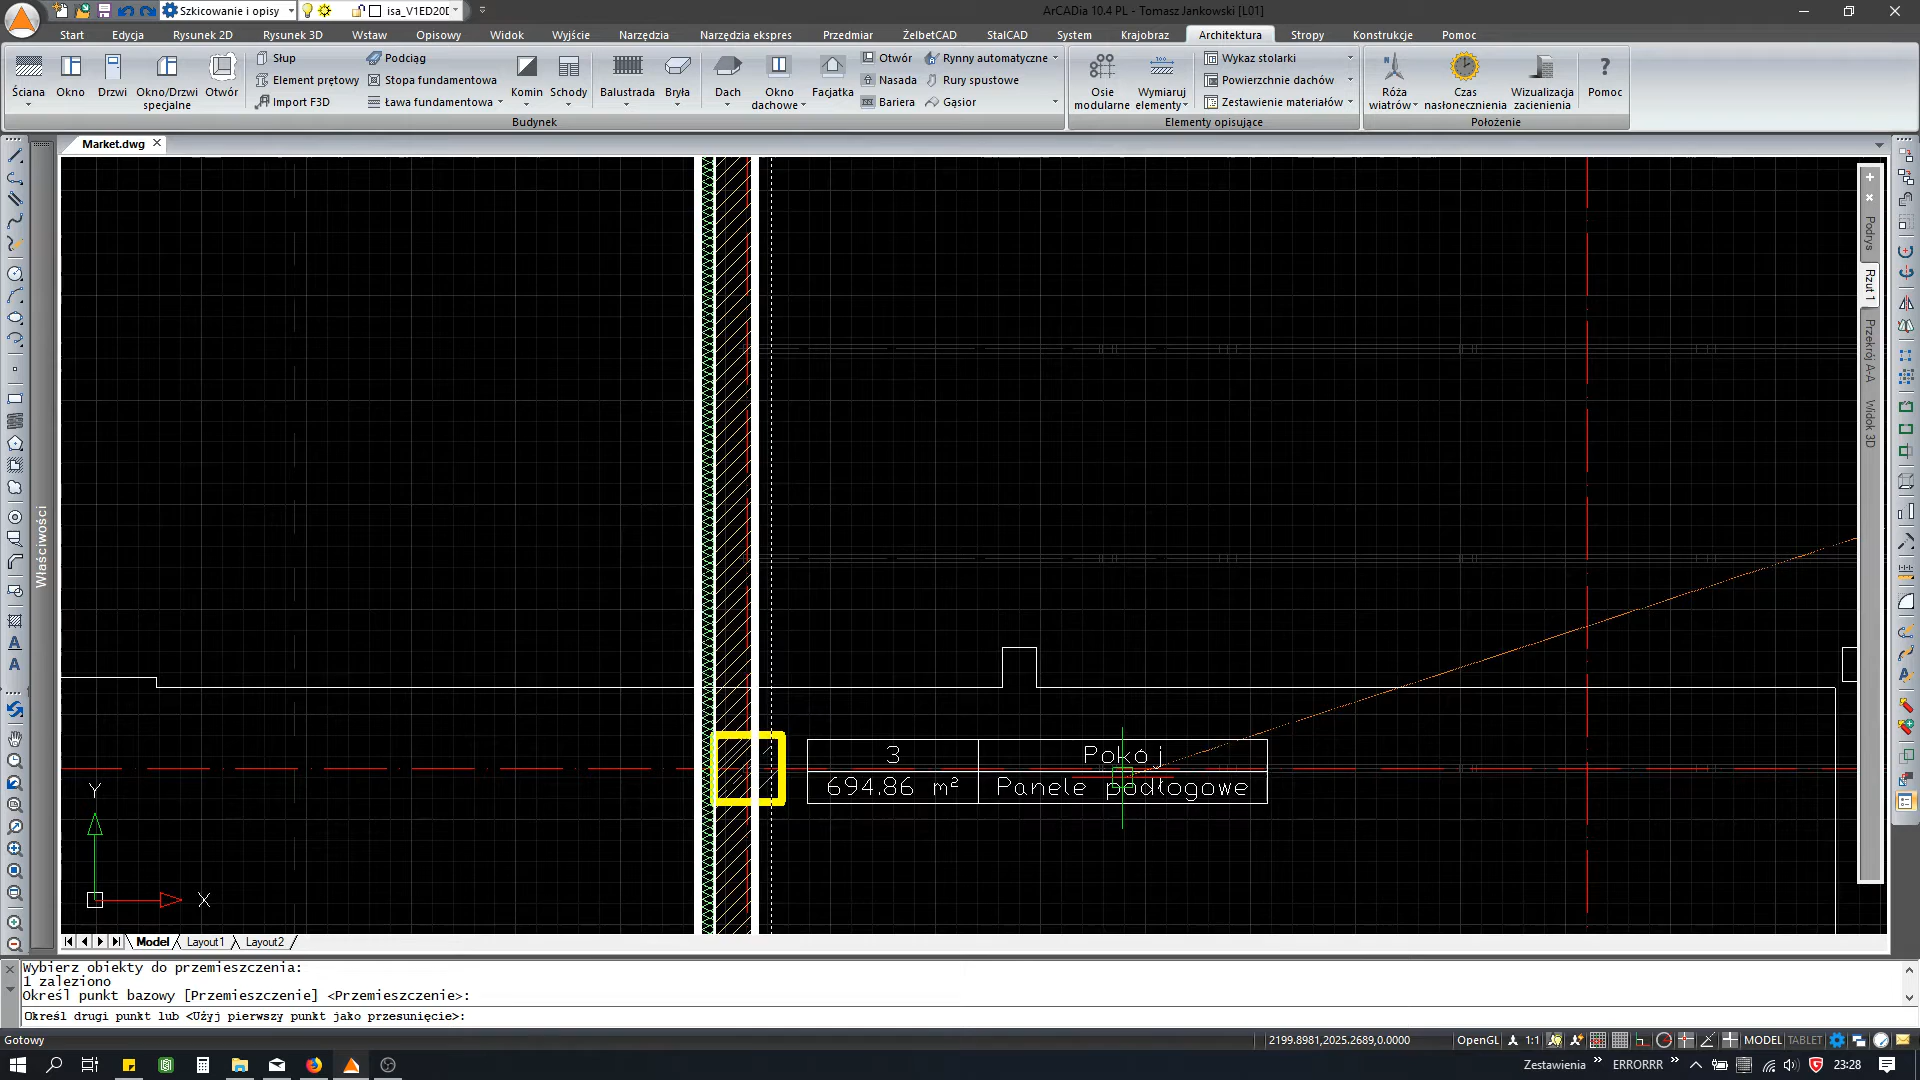 Szkicowanie i opisy
isa_V1ED20D
ArCADia 10.4 PL - Tomasz Jankowski [L01]
Start Edycja Rysunek 2D Rysunek 3D Wstaw Opisowy Widok Wyjście Narzędzia Narzędzia ekspres Przedmiar ŻelbetCAD StalCAD System Krajobraz Architektura Stropy Konstrukcje Pomoc
Ściana Okno Drzwi Okno/Drzwi specjalne Otwór
Słup
Element prętowy
Import F3D
Podciąg
Stopa fundamentowa
Ława fundamentowa
Komin Schody Balustrada Bryła Dach Okno dachowe Facjatka
Otwór
Nasada
Bariera
Rynny automatyczne
Rury spustowe
Gąsior
Osie modularne
Wymiaruj elementy
Wykaz stolarki
Powierzchnie dachów
Zestawienie materiałów
Róża wiatrów
Czas nasłonecznienia
Wizualizacja zacienienia
Pomoc
Budynek Elementy opisujące Położenie
Market.dwg
Właściwości
Podrys
Rzut 1
Przekrój A-A
Widok 3D
3 Pokój
694.86 m² Panele podłogowe
Y
X
Model Layout1 Layout2
Wybierz obiekty do przemieszczenia:
1 zaleziono
Określ punkt bazowy [Przemieszczenie] <Przemieszczenie>:
Określ drugi punkt lub <Użyj pierwszy punkt jako przesunięcie>:
Gotowy
2199.8981,2025.2689,0.0000 OpenGL 1:1 MODEL TABLET
Zestawienia ERRORRR 23:28